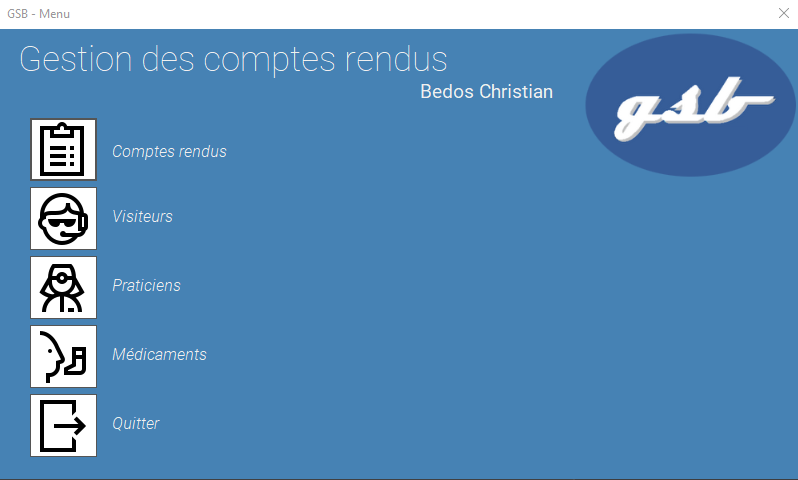 GSB - Menu
Gestion des comptes rendus
Bedos Christian
gsb
Comptes rendus
Visiteurs
Praticiens
Médicaments
Quitter